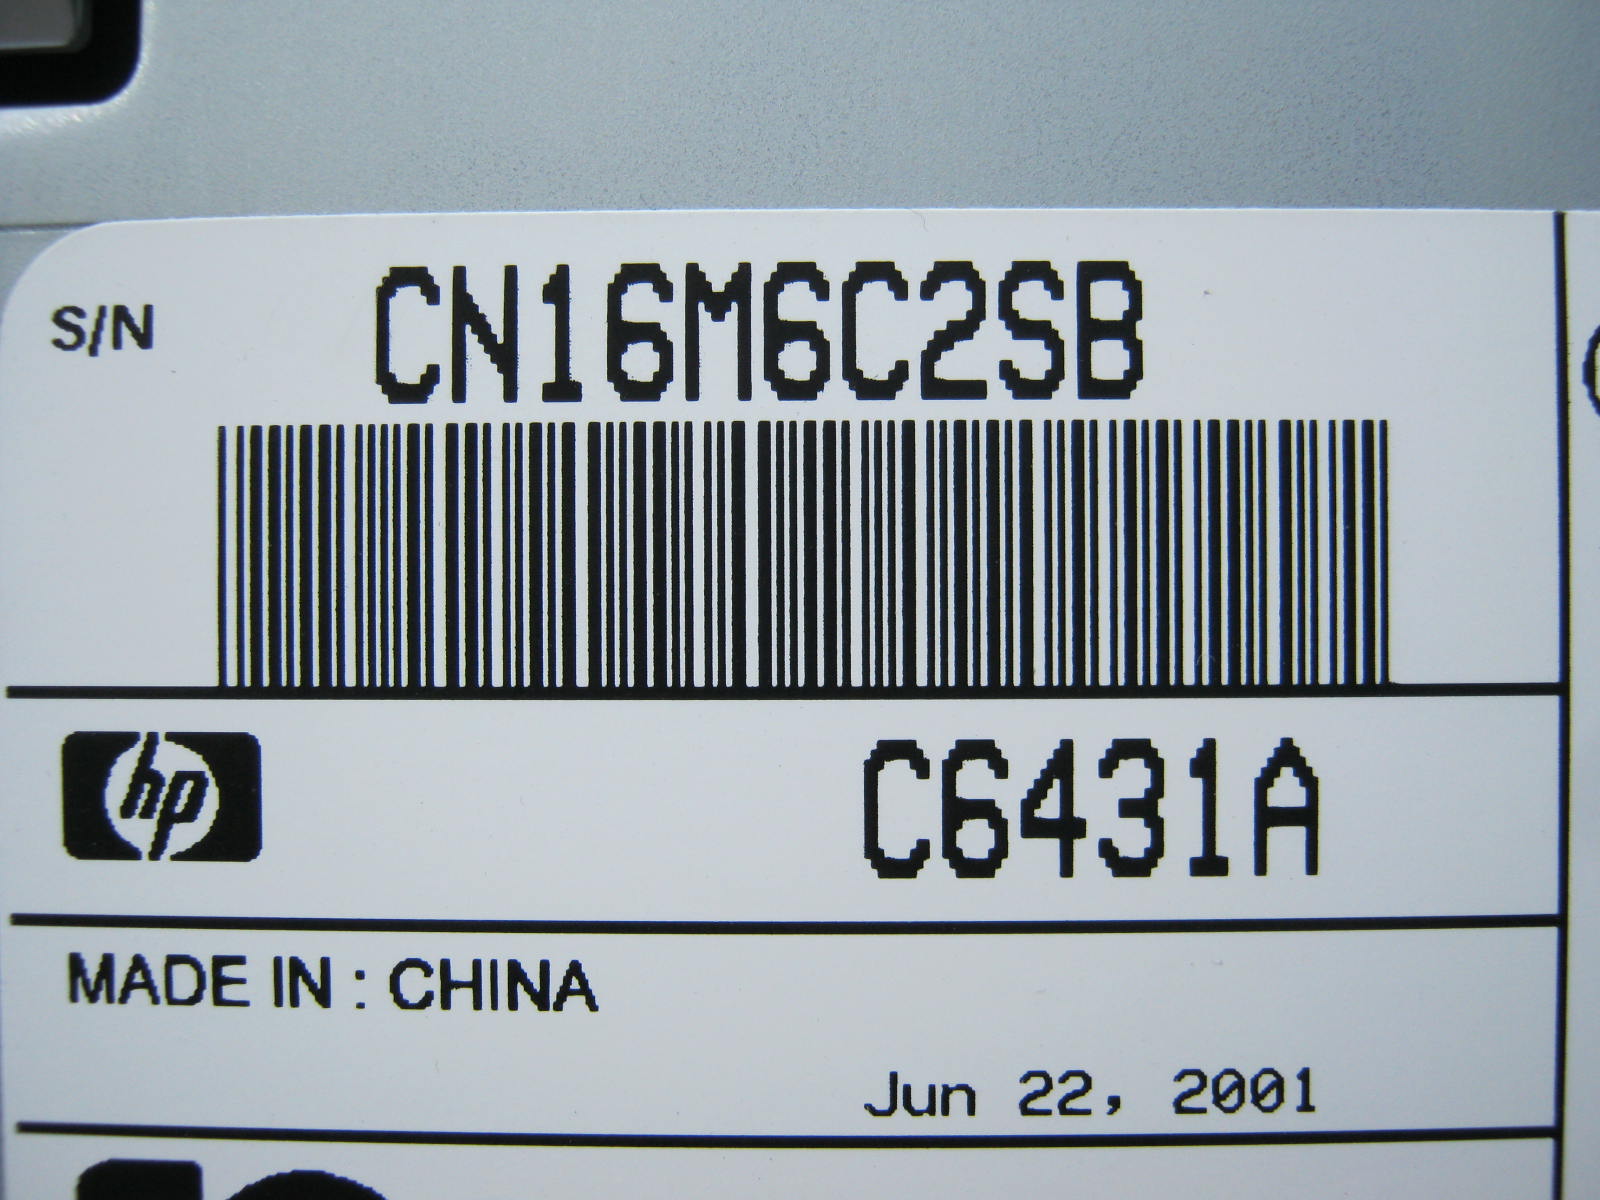 S/N CN16M6C2SB
hp C6431A
MADE IN : CHINA
Jun 22, 2001